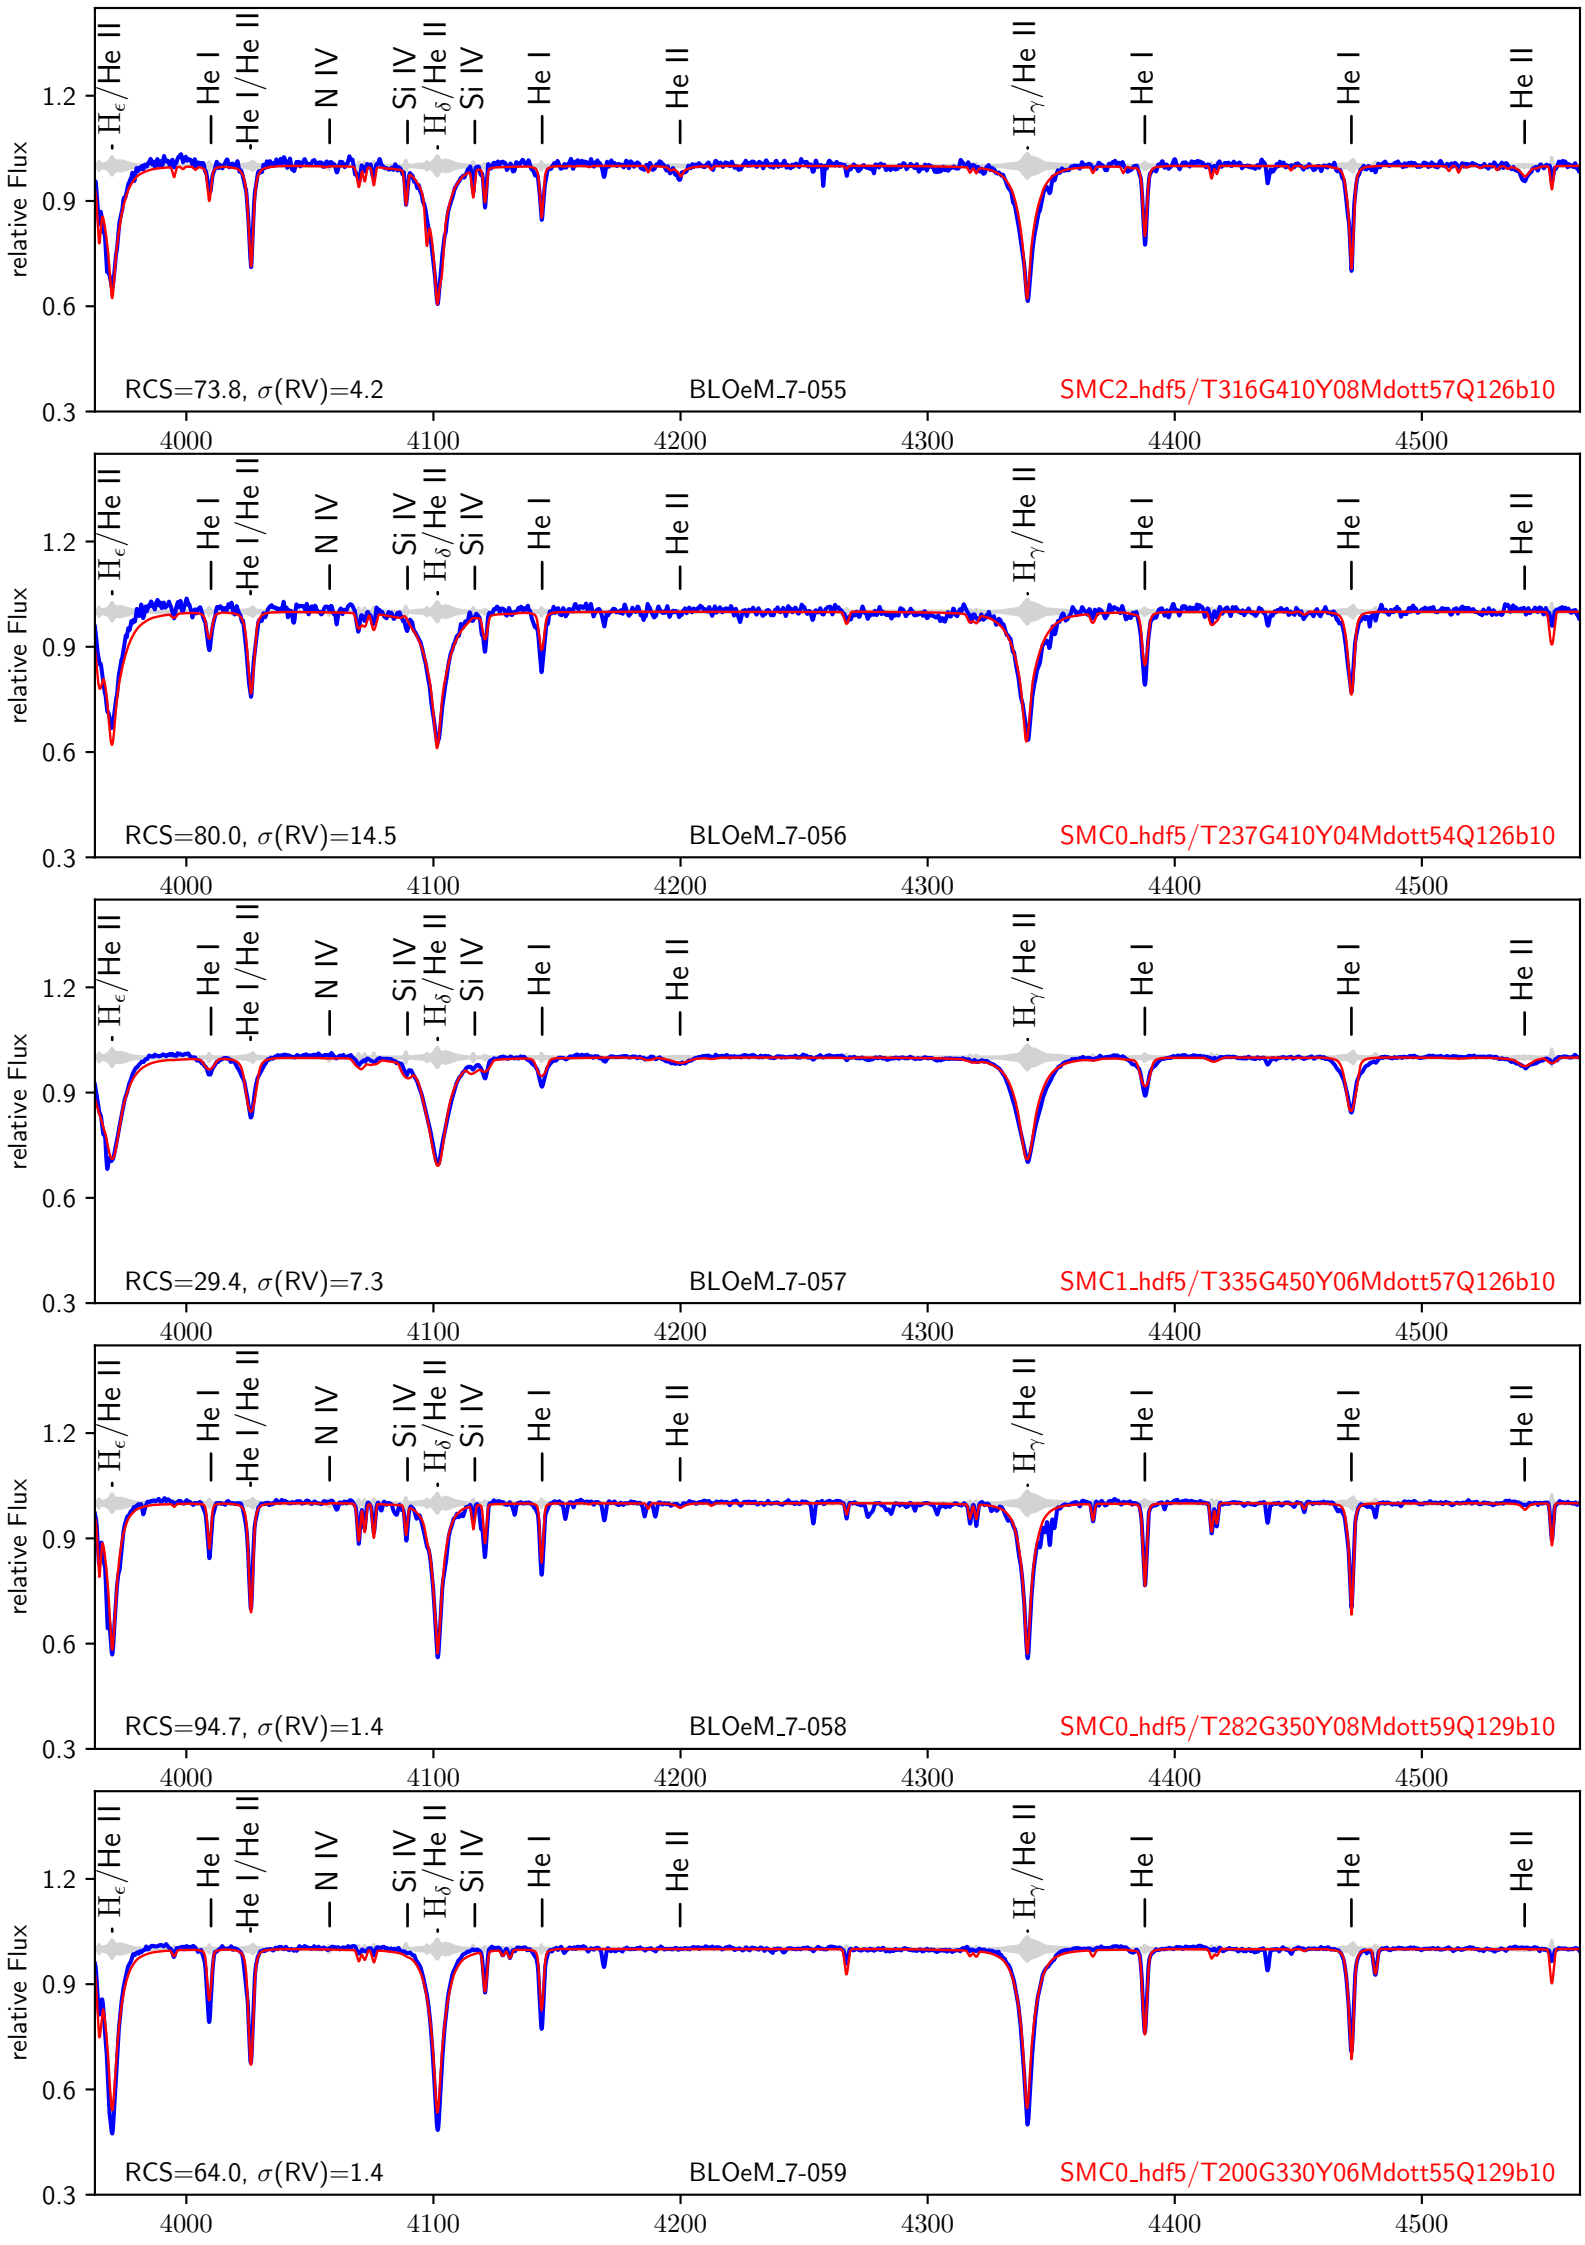 relative Flux
1.2
0.9
0.6
0.3
Hϵ/He II
He I
He I/He II
N IV
Si IV
Hδ/He II
Si IV
He I
He II
Hγ/He II
He I
He I
He II
RCS=73.8, σ(RV)=4.2 BLOeM_7-055 SMC2_hdf5/T316G410Y08Mdott57Q126b10
4000 4100 4200 4300 4400 4500
relative Flux
1.2
0.9
0.6
0.3
Hϵ/He II
He I
He I/He II
N IV
Si IV
Hδ/He II
Si IV
He I
He II
Hγ/He II
He I
He I
He II
RCS=80.0, σ(RV)=14.5 BLOeM_7-056 SMC0_hdf5/T237G410Y04Mdott54Q126b10
4000 4100 4200 4300 4400 4500
relative Flux
1.2
0.9
0.6
0.3
Hϵ/He II
He I
He I/He II
N IV
Si IV
Hδ/He II
Si IV
He I
He II
Hγ/He II
He I
He I
He II
RCS=29.4, σ(RV)=7.3 BLOeM_7-057 SMC1_hdf5/T335G450Y06Mdott57Q126b10
4000 4100 4200 4300 4400 4500
relative Flux
1.2
0.9
0.6
0.3
Hϵ/He II
He I
He I/He II
N IV
Si IV
Hδ/He II
Si IV
He I
He II
Hγ/He II
He I
He I
He II
RCS=94.7, σ(RV)=1.4 BLOeM_7-058 SMC0_hdf5/T282G350Y08Mdott59Q129b10
4000 4100 4200 4300 4400 4500
relative Flux
1.2
0.9
0.6
0.3
Hϵ/He II
He I
He I/He II
N IV
Si IV
Hδ/He II
Si IV
He I
He II
Hγ/He II
He I
He I
He II
RCS=64.0, σ(RV)=1.4 BLOeM_7-059 SMC0_hdf5/T200G330Y06Mdott55Q129b10
4000 4100 4200 4300 4400 4500